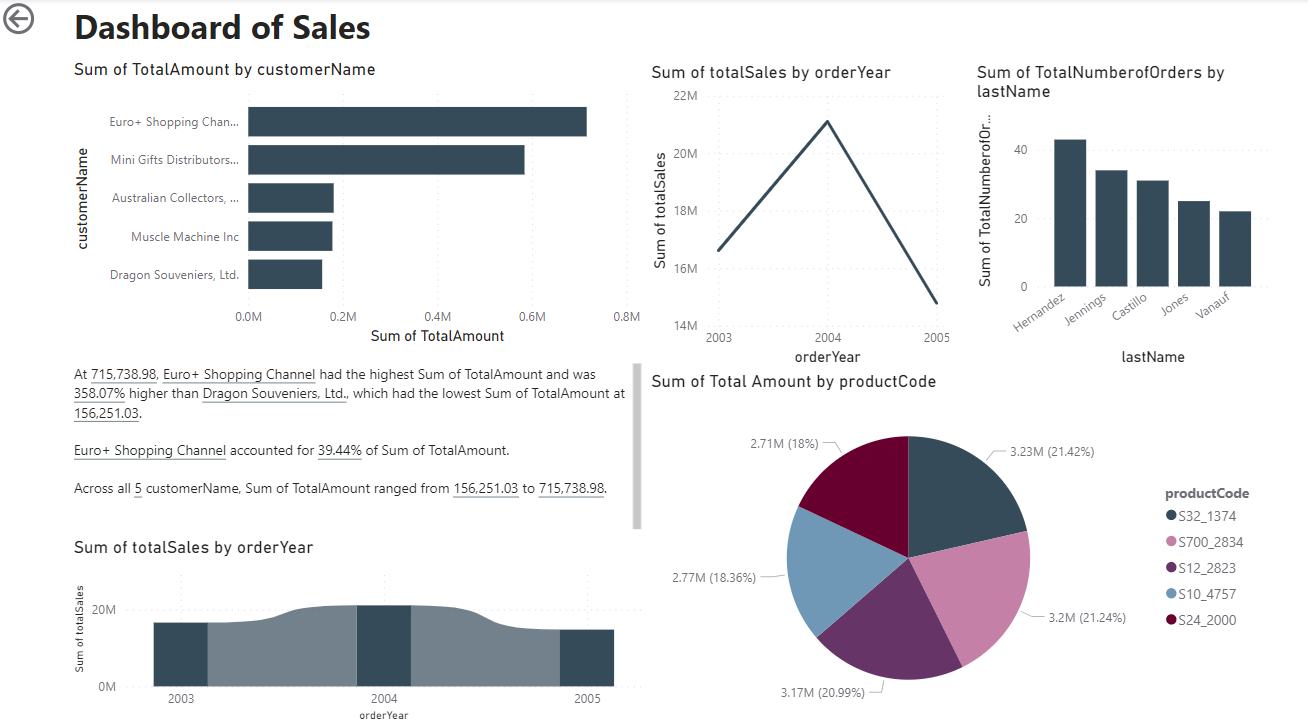 Dashboard of Sales
Sum of TotalAmount by customerName
customerName
Euro+ Shopping Chan...
Mini Gifts Distributors...
Australian Collectors, ...
Muscle Machine Inc
Dragon Souveniers, Ltd.
0.0M 0.2M 0.4M 0.6M 0.8M
Sum of TotalAmount
Sum of totalSales by orderYear
Sum of totalSales
22M
20M
18M
16M
14M
2003 2004 2005
orderYear
Sum of TotalNumberofOrders by
lastName
Sum of TotalNumberofOr...
40
20
0
Hernandez
Jennings
Castillo
Jones
Vanauf
lastName
At 715,738.98, Euro+ Shopping Channel had the highest Sum of TotalAmount and was
358.07% higher than Dragon Souveniers, Ltd., which had the lowest Sum of TotalAmount at
156,251.03.
Euro+ Shopping Channel accounted for 39.44% of Sum of TotalAmount.
Across all 5 customerName, Sum of TotalAmount ranged from 156,251.03 to 715,738.98.
Sum of totalSales by orderYear
Sum of totalSales
20M
0M
2003 2004 2005
orderYear
Sum of Total Amount by productCode
2.71M (18%)
3.23M (21.42%)
2.77M (18.36%)
3.2M (21.24%)
3.17M (20.99%)
productCode
S32_1374
S700_2834
S12_2823
S10_4757
S24_2000